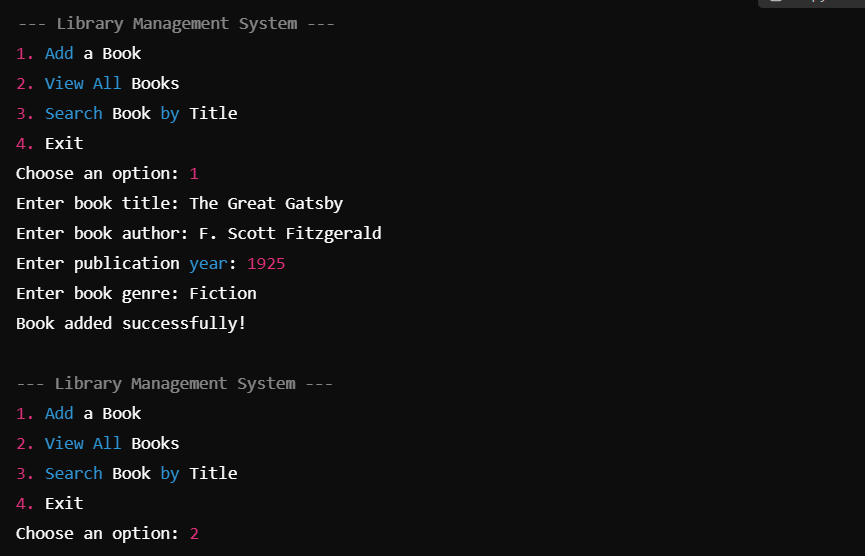 --- Library Management System ---
1. Add a Book
2. View All Books
3. Search Book by Title
4. Exit
Choose an option: 1
Enter book title: The Great Gatsby
Enter book author: F. Scott Fitzgerald
Enter publication year: 1925
Enter book genre: Fiction
Book added successfully!
--- Library Management System ---
1. Add a Book
2. View All Books
3. Search Book by Title
4. Exit
Choose an option: 2